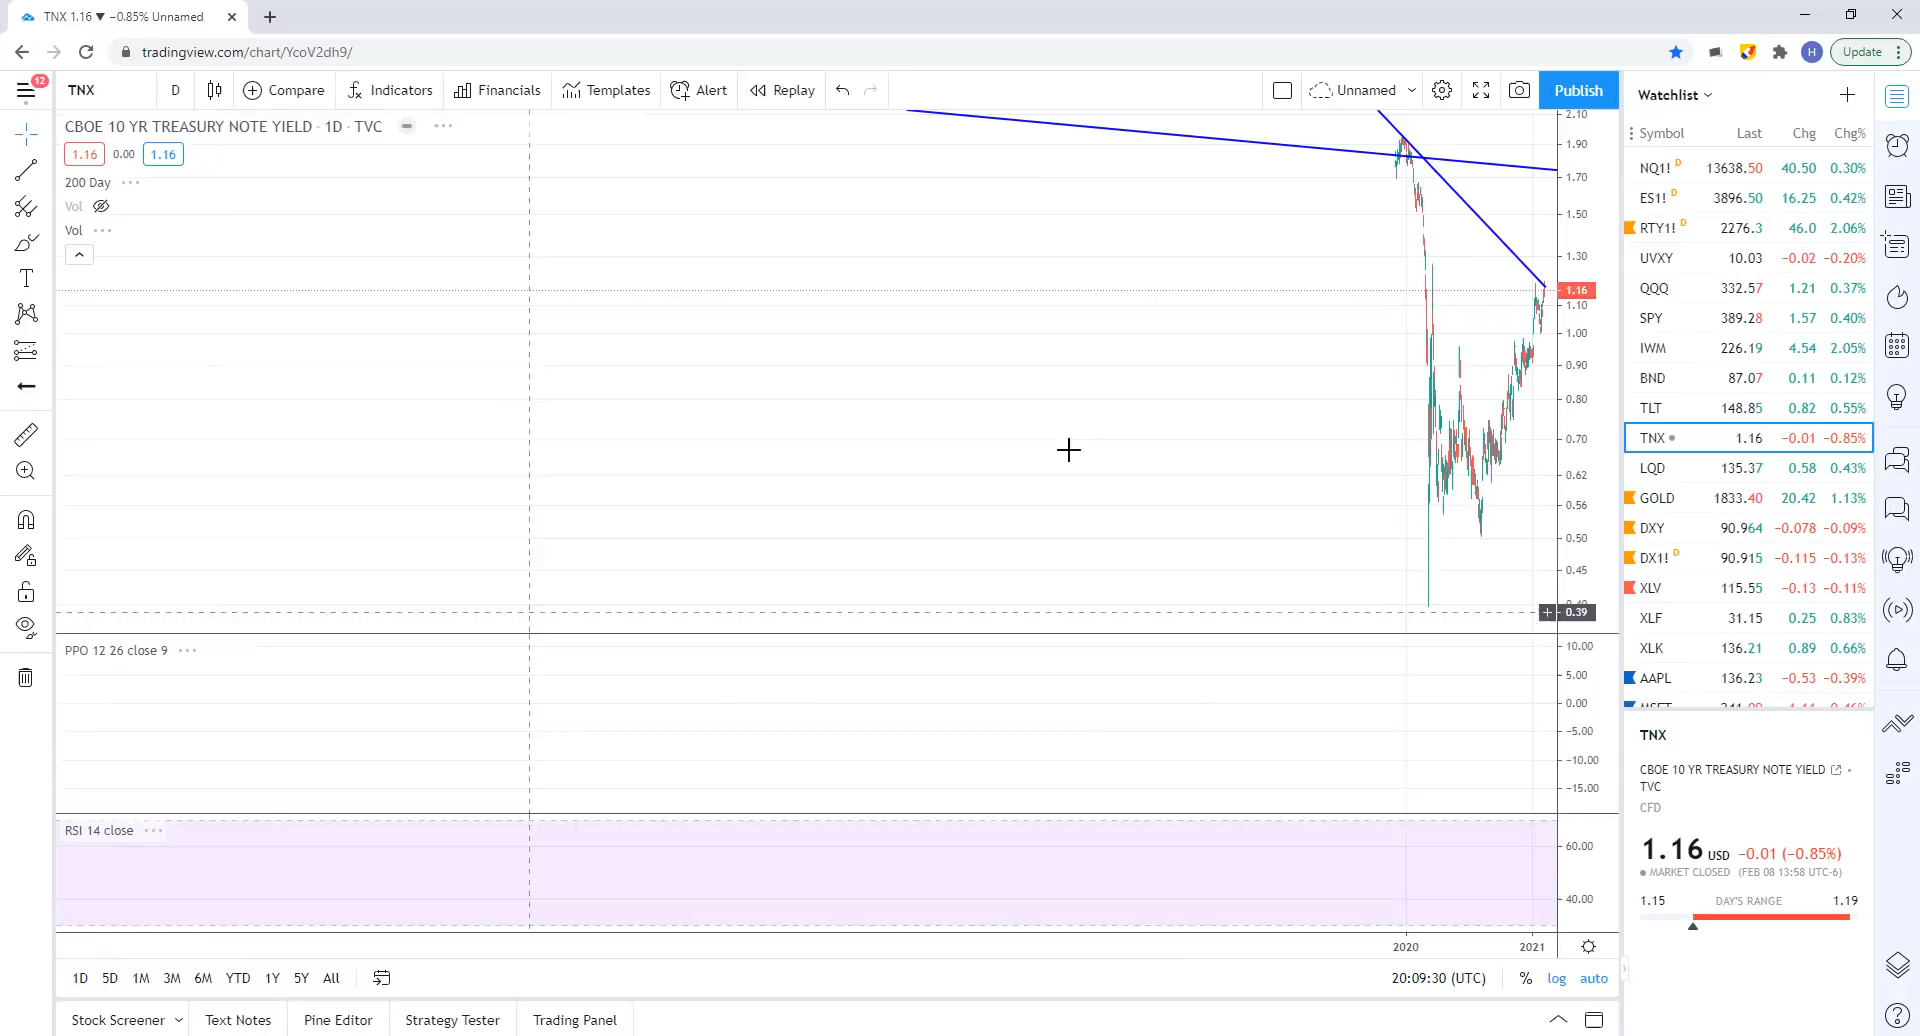 TNX 1.16 ▼ −0.85% Unnamed
tradingview.com/chart/YcoV2dh9/
H
Update
12
TNX
D
Compare
Indicators
Financials
Templates
Alert
Replay
Unnamed
Publish
CBOE 10 YR TREASURY NOTE YIELD · 1D · TVC
1.16 0.00 1.16
200 Day
Vol
Vol
2.10
1.90
1.70
1.50
1.30
1.16
1.10
1.00
0.90
0.80
0.70
0.62
0.56
0.50
0.45
0.39
PPO 12 26 close 9
10.00
5.00
0.00
−5.00
−10.00
−15.00
RSI 14 close
60.00
40.00
2020 2021
1D 5D 1M 3M 6M YTD 1Y 5Y All
20:09:30 (UTC) % log auto
Stock Screener Text Notes Pine Editor Strategy Tester Trading Panel
Watchlist
Symbol Last Chg Chg%
NQ1! D 13638.50 40.50 0.30%
ES1! D 3896.50 16.25 0.42%
RTY1! D 2276.3 46.0 2.06%
UVXY 10.03 −0.02 −0.20%
QQQ 332.57 1.21 0.37%
SPY 389.28 1.57 0.40%
IWM 226.19 4.54 2.05%
BND 87.07 0.11 0.12%
TLT 148.85 0.82 0.55%
TNX 1.16 −0.01 −0.85%
LQD 135.37 0.58 0.43%
GOLD 1833.40 20.42 1.13%
DXY 90.964 −0.078 −0.09%
DX1! D 90.915 −0.115 −0.13%
XLV 115.55 −0.13 −0.11%
XLF 31.15 0.25 0.83%
XLK 136.21 0.89 0.66%
AAPL 136.23 −0.53 −0.39%
TNX
CBOE 10 YR TREASURY NOTE YIELD
TVC
CFD
1.16 USD −0.01 (−0.85%)
MARKET CLOSED (FEB 08 13:58 UTC-6)
1.15 DAY'S RANGE 1.19